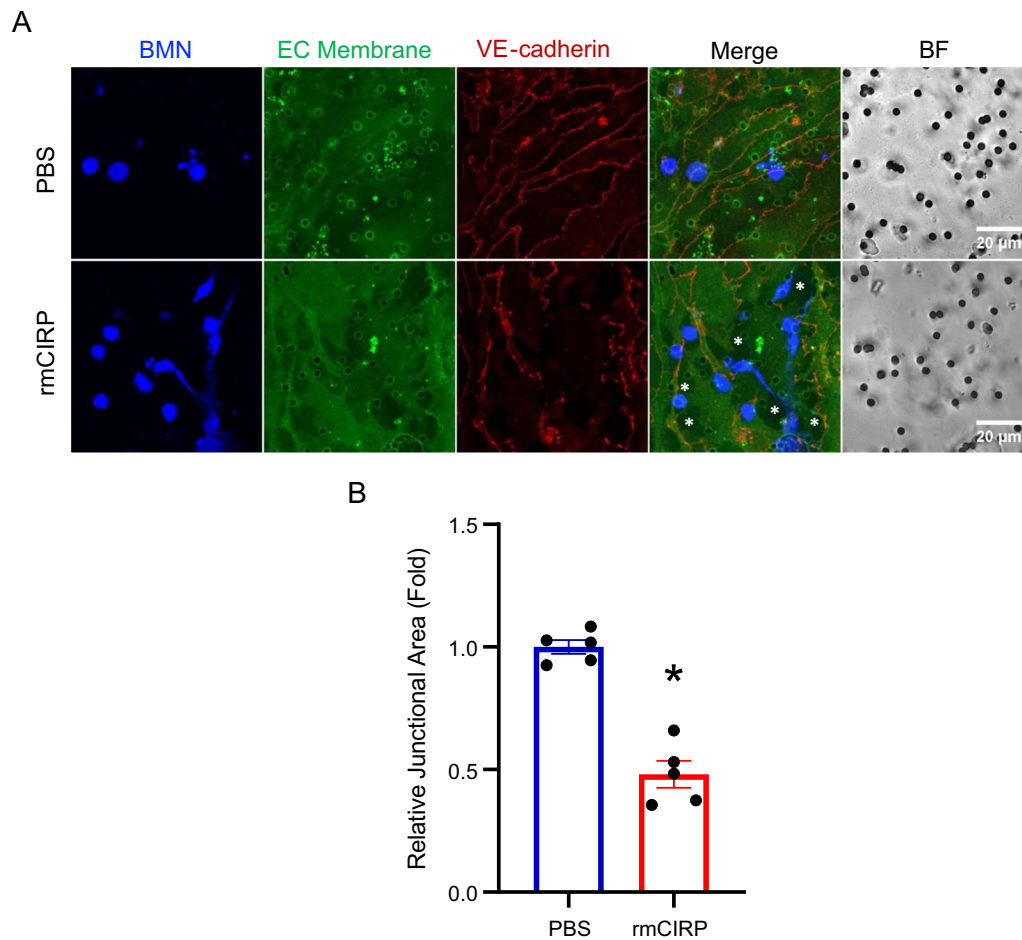 A
BMN EC Membrane VE-cadherin Merge BF
PBS
20 µm
rmCIRP
* * * * * *
20 µm
B
Relative Junctional Area (Fold)
1.5
1.0
0.5
0.0
*
PBS rmCIRP